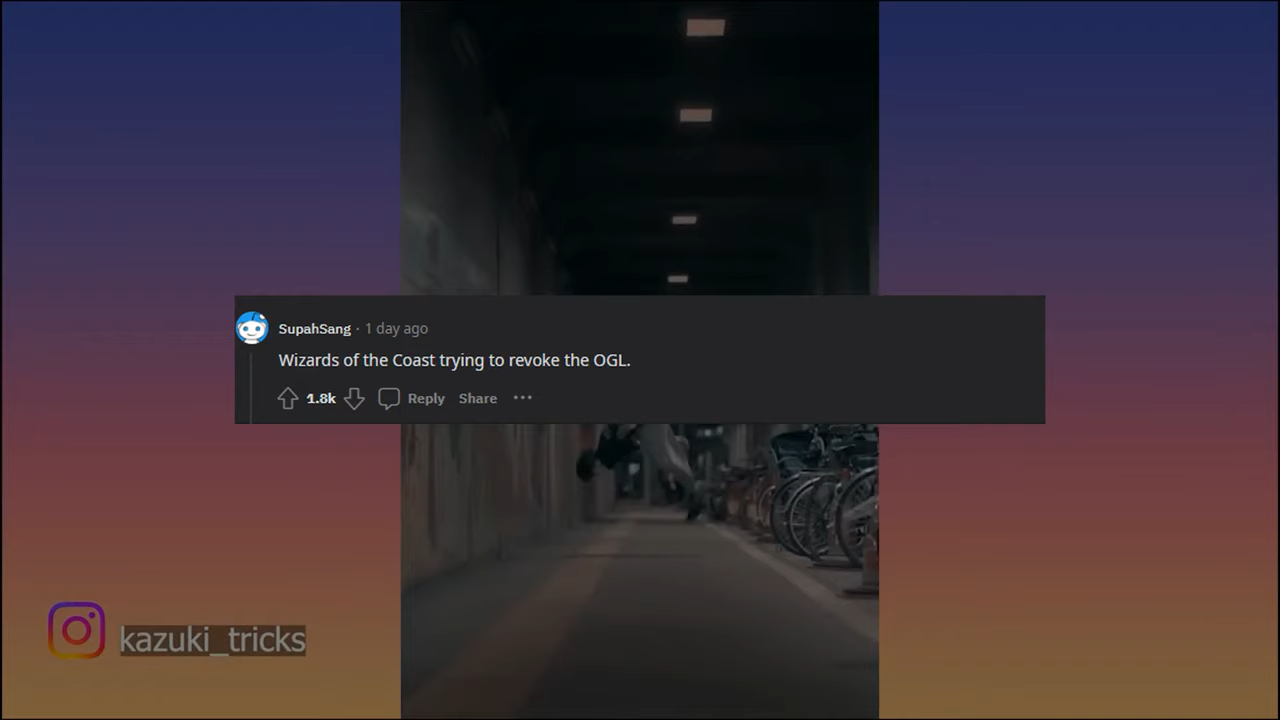 SupahSang · 1 day ago
Wizards of the Coast trying to revoke the OGL.
1.8k Reply Share ···
kazuki_tricks